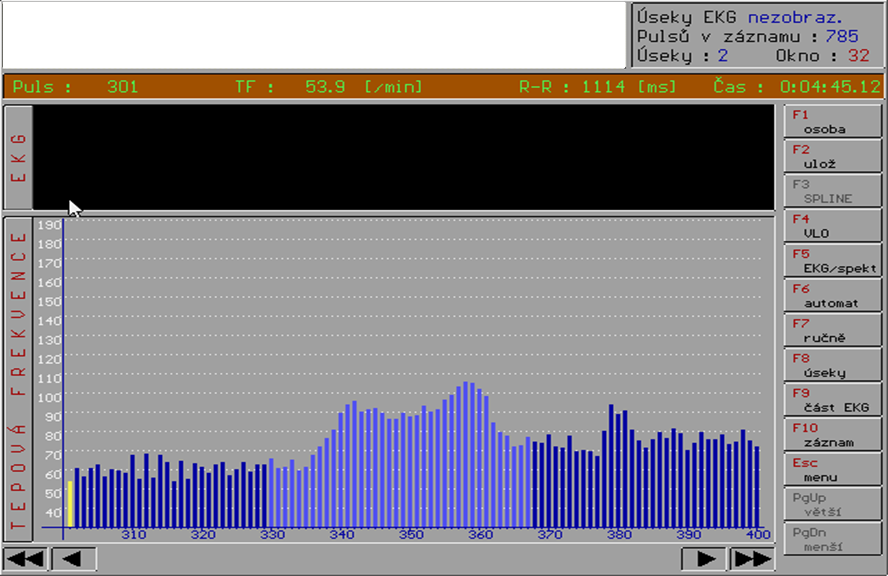 Úseky EKG nezobraz.
Pulsů v záznamu : 785
Úseky : 2 Okno : 32
Puls : 301 TF : 53.9 [/min] R-R : 1114 [ms] Čas : 0:04:45.12
EKG
F1
osoba
F2
ulož
F3
SPLINE
F4
VLO
F5
EKG/spekt
F6
automat
F7
ručně
F8
úseky
F9
část EKG
F10
záznam
Esc
menu
PgUp
větší
PgDn
menší
TEPOVÁ FREKVENCE
190
180
170
160
150
140
130
120
110
100
90
80
70
60
50
40
310 320 330 340 350 360 370 380 390 400